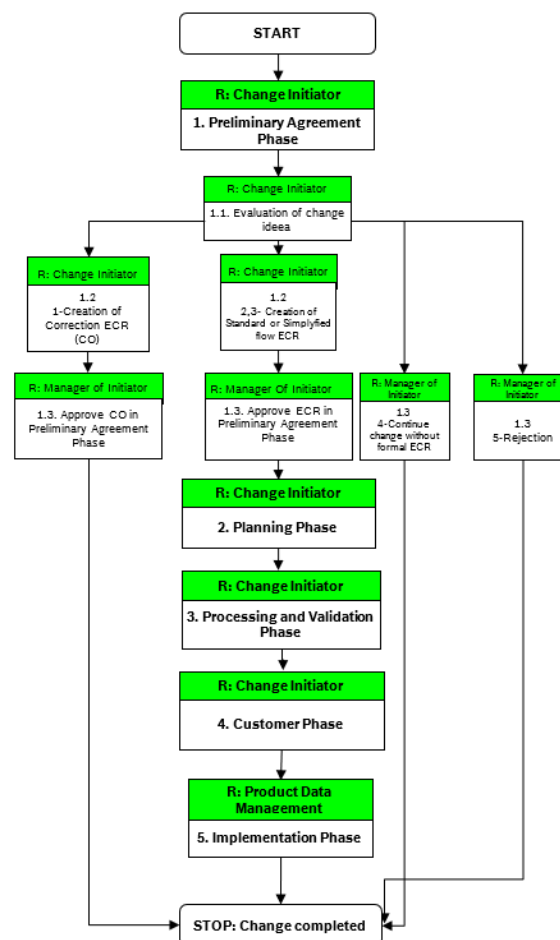 START
R: Change Initiator
1. Preliminary Agreement
Phase
R: Change Initiator
1.1. Evaluation of change
ideea
R: Change Initiator
1.2
1-Creation of
Correction ECR
(CO)
R: Change Initiator
1.2
2,3- Creation of
Standard or Simplyfied
flow ECR
R: Manager of Initiator
1.3. Approve CO in
Preliminary Agreement
Phase
R: Manager Of Initiator
1.3. Approve ECR in
Preliminary Agreement
Phase
R: Manager of
Initiator
1.3
4-Continue
change without
formal ECR
R: Manager of
Initiator
1.3
5-Rejection
R: Change Initiator
2. Planning Phase
R: Change Initiator
3. Processing and Validation
Phase
R: Change Initiator
4. Customer Phase
R: Product Data
Management
5. Implementation Phase
STOP: Change completed